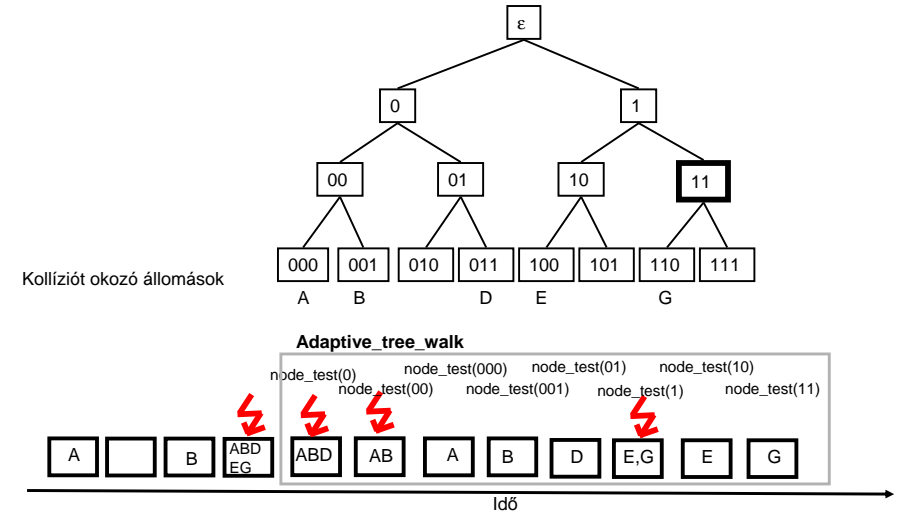 ε
0 1
00 01 10 11
000 001 010 011 100 101 110 111
Kollíziót okozó állomások
A B D E G
Adaptive_tree_walk
node_test(0) node_test(000) node_test(01) node_test(10)
node_test(00) node_test(001) node_test(1) node_test(11)
A B ABD EG ABD AB A B D E,G E G
Idő